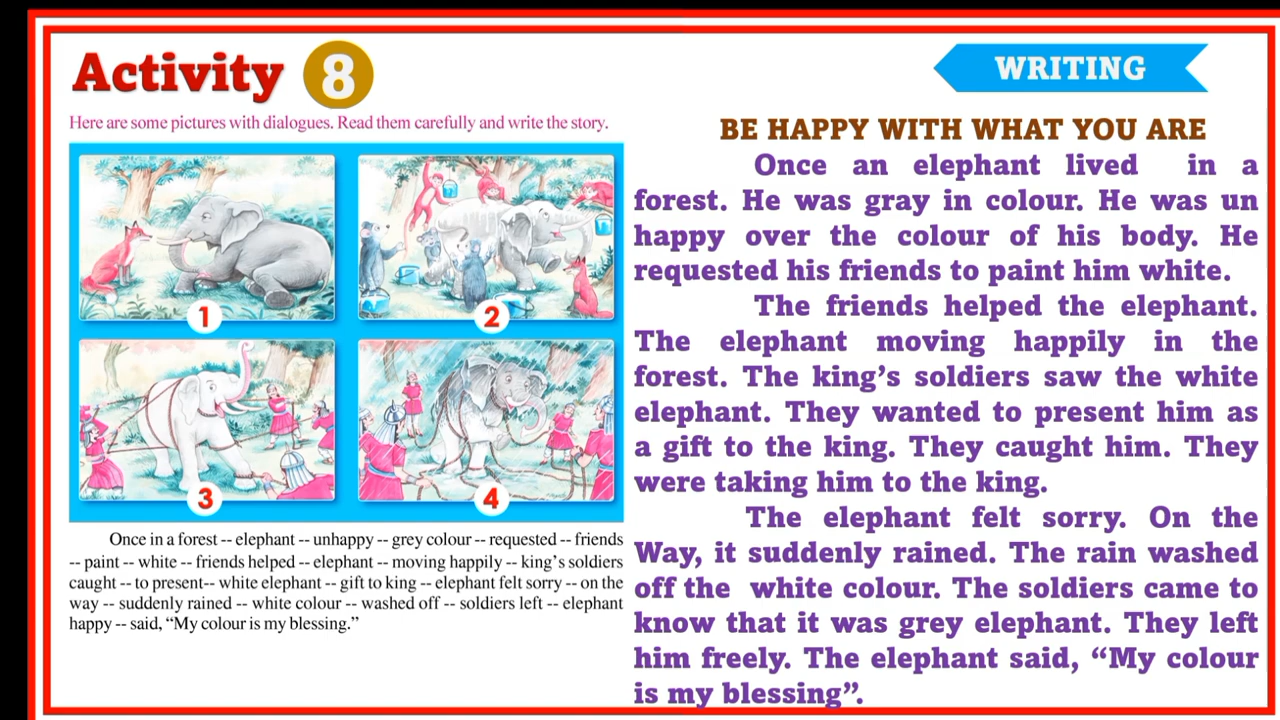 Activity 8
WRITING
Here are some pictures with dialogues. Read them carefully and write the story.
1
2
3
4
Once in a forest -- elephant -- unhappy -- grey colour -- requested -- friends
-- paint -- white -- friends helped -- elephant -- moving happily -- king's soldiers
caught -- to present-- white elephant -- gift to king -- elephant felt sorry -- on the
way -- suddenly rained -- white colour -- washed off -- soldiers left -- elephant
happy -- said, “My colour is my blessing.”
BE HAPPY WITH WHAT YOU ARE
Once an elephant lived in a
forest. He was gray in colour. He was un
happy over the colour of his body. He
requested his friends to paint him white.
The friends helped the elephant.
The elephant moving happily in the
forest. The king’s soldiers saw the white
elephant. They wanted to present him as
a gift to the king. They caught him. They
were taking him to the king.
The elephant felt sorry. On the
Way, it suddenly rained. The rain washed
off the white colour. The soldiers came to
know that it was grey elephant. They left
him freely. The elephant said, “My colour
is my blessing”.